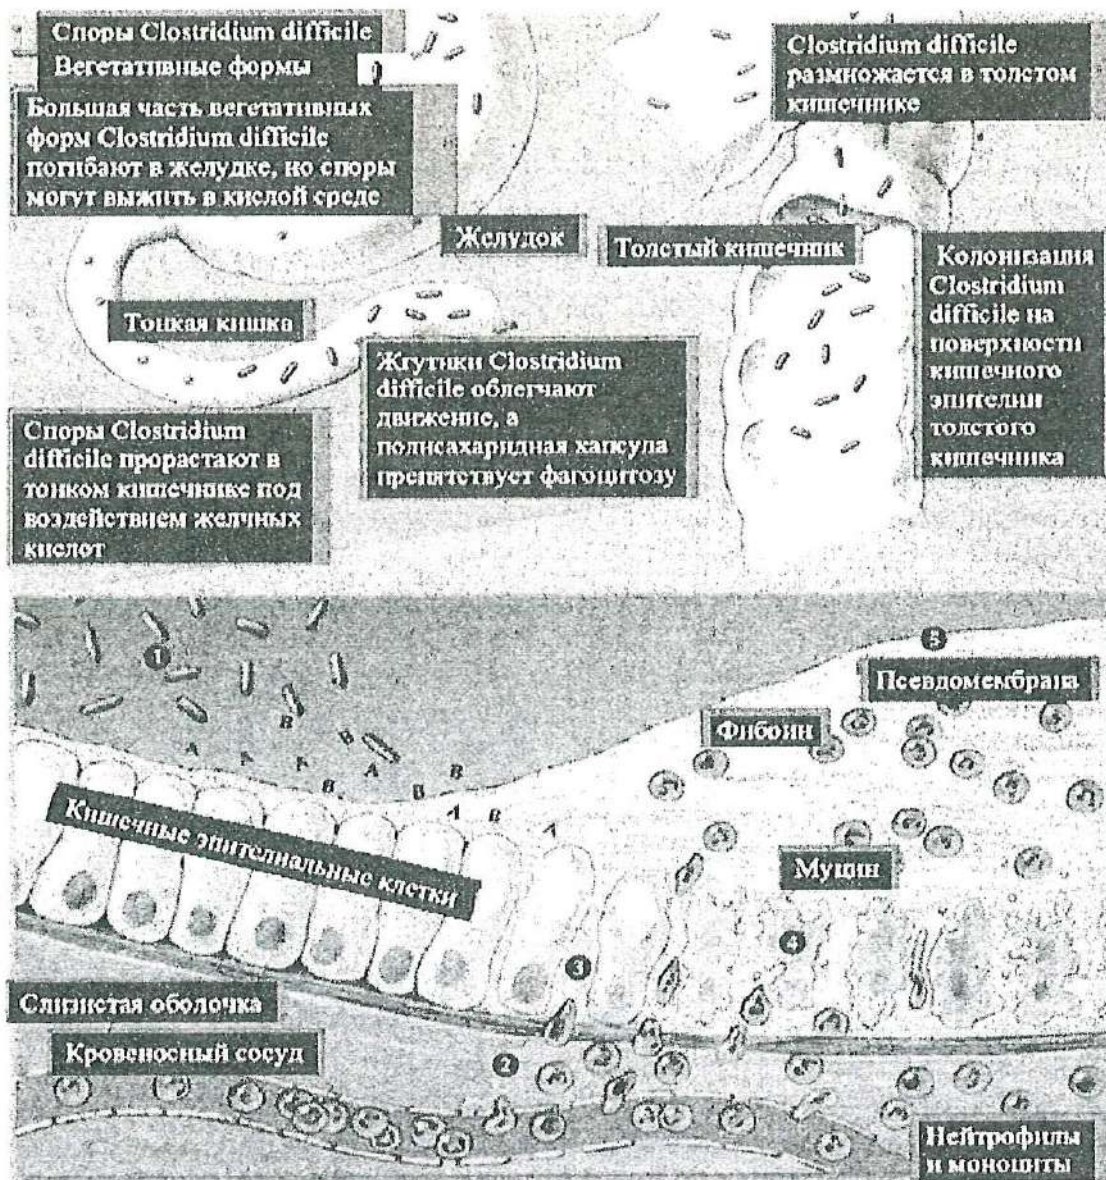 Споры Clostridium difficile
Вегетативные формы
Большая часть вегетативных
форм Clostridium difficile
погибают в желудке, но споры
могут выжить в кислой среде
Clostridium difficile
размножается в толстом
кишечнике
Желудок
Толстый кишечник
Колонизация
Clostridium
difficile на
поверхности
кишечного
эпителия
толстого
кишечника
Тонкая кишка
Жгутики Clostridium
difficile облегчают
движение, а
полисахаридная капсула
препятствует фагоцитозу
Споры Clostridium
difficile прорастают в
тонком кишечнике под
воздействием желчных
кислот
1
5
Псевдомембрана
Фибоин
B
B
A
A
A
A
B
B
B
A
B
A
Кишечные эпителиальные клетки
Муцин
3
4
Слизистая оболочка
Кровеносный сосуд
2
Нейтрофилы
и моноциты